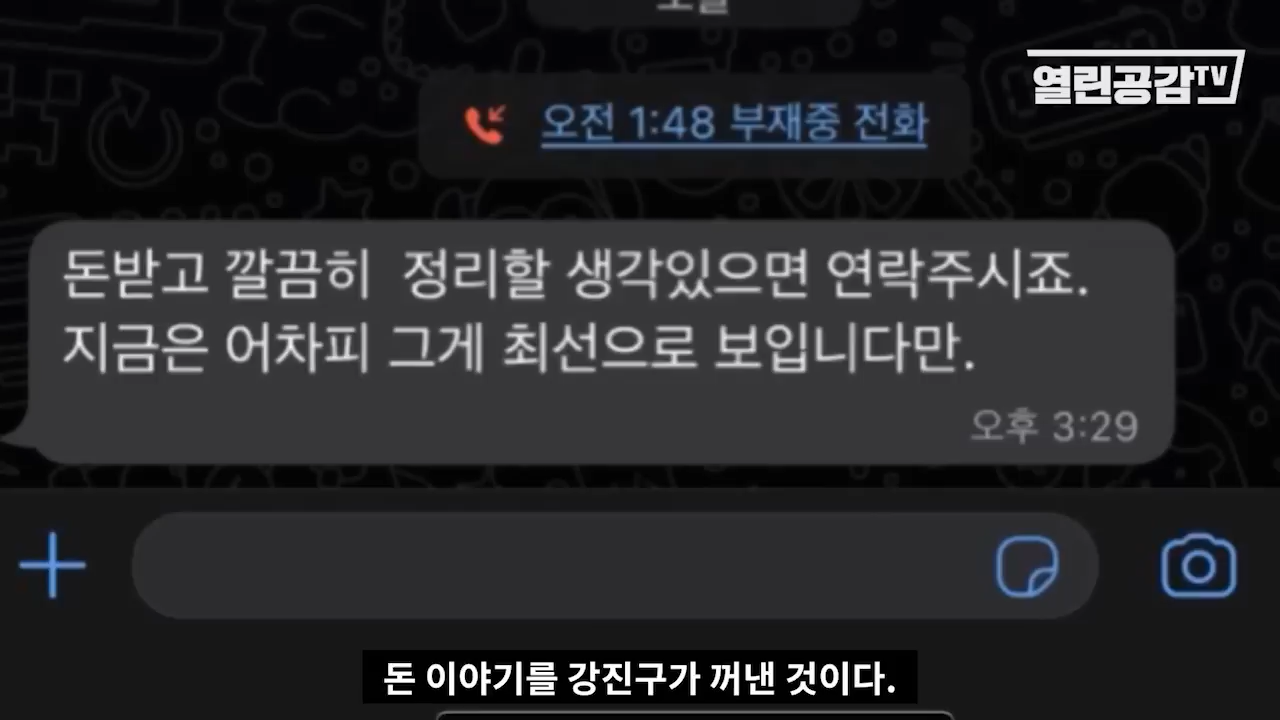 오늘
열린공감TV
오전 1:48 부재중 전화
돈받고 깔끔히 정리할 생각있으면 연락주시죠.
지금은 어차피 그게 최선으로 보입니다만.
오후 3:29
돈 이야기를 강진구가 꺼낸 것이다.